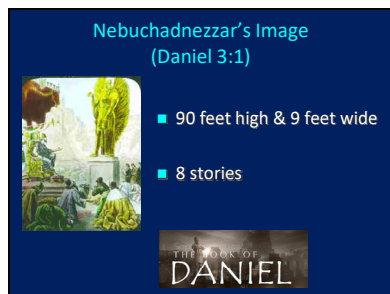 Nebuchadnezzar's Image
(Daniel 3:1)
90 feet high & 9 feet wide
8 stories
THE BOOK OF
DANIEL